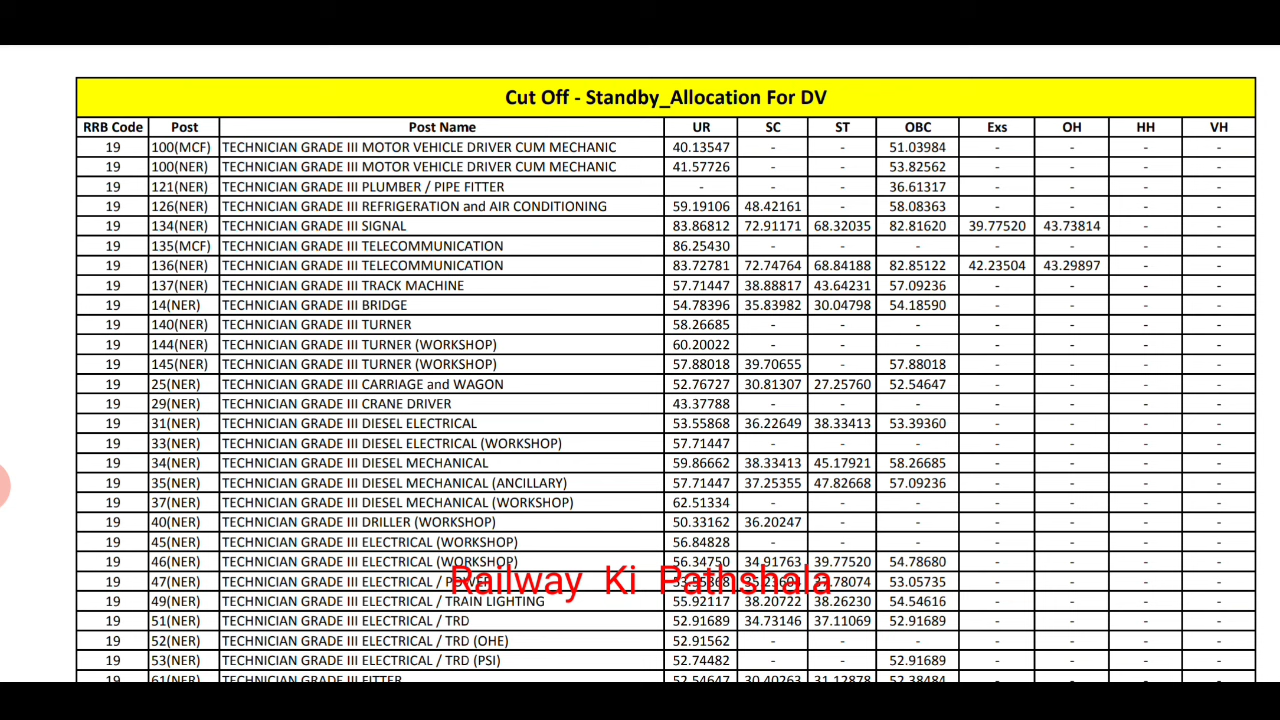 Cut Off - Standby_Allocation For DV
RRB Code Post Post Name UR SC ST OBC Exs OH HH VH
19 100(MCF) TECHNICIAN GRADE III MOTOR VEHICLE DRIVER CUM MECHANIC 40.13547 - - 51.03984 - - - -
19 100(NER) TECHNICIAN GRADE III MOTOR VEHICLE DRIVER CUM MECHANIC 41.57726 - - 53.82562 - - - -
19 121(NER) TECHNICIAN GRADE III PLUMBER / PIPE FITTER - - - 36.61317 - - - -
19 126(NER) TECHNICIAN GRADE III REFRIGERATION and AIR CONDITIONING 59.19106 48.42161 - 58.08363 - - - -
19 134(NER) TECHNICIAN GRADE III SIGNAL 83.86812 72.91171 68.32035 82.81620 39.77520 43.73814 - -
19 135(MCF) TECHNICIAN GRADE III TELECOMMUNICATION 86.25430 - - - - - - -
19 136(NER) TECHNICIAN GRADE III TELECOMMUNICATION 83.72781 72.74764 68.84188 82.85122 42.23504 43.29897 - -
19 137(NER) TECHNICIAN GRADE III TRACK MACHINE 57.71447 38.88817 43.64231 57.09236 - - - -
19 14(NER) TECHNICIAN GRADE III BRIDGE 54.78396 35.83982 30.04798 54.18590 - - - -
19 140(NER) TECHNICIAN GRADE III TURNER 58.26685 - - - - - - -
19 144(NER) TECHNICIAN GRADE III TURNER (WORKSHOP) 60.20022 - - - - - - -
19 145(NER) TECHNICIAN GRADE III TURNER (WORKSHOP) 57.88018 39.70655 - 57.88018 - - - -
19 25(NER) TECHNICIAN GRADE III CARRIAGE and WAGON 52.76727 30.81307 27.25760 52.54647 - - - -
19 29(NER) TECHNICIAN GRADE III CRANE DRIVER 43.37788 - - - - - - -
19 31(NER) TECHNICIAN GRADE III DIESEL ELECTRICAL 53.55868 36.22649 38.33413 53.39360 - - - -
19 33(NER) TECHNICIAN GRADE III DIESEL ELECTRICAL (WORKSHOP) 57.71447 - - - - - - -
19 34(NER) TECHNICIAN GRADE III DIESEL MECHANICAL 59.86662 38.33413 45.17921 58.26685 - - - -
19 35(NER) TECHNICIAN GRADE III DIESEL MECHANICAL (ANCILLARY) 57.71447 37.25355 47.82668 57.09236 - - - -
19 37(NER) TECHNICIAN GRADE III DIESEL MECHANICAL (WORKSHOP) 62.51334 - - - - - - -
19 40(NER) TECHNICIAN GRADE III DRILLER (WORKSHOP) 50.33162 36.20247 - - - - - -
19 45(NER) TECHNICIAN GRADE III ELECTRICAL (WORKSHOP) 56.84828 - - - - - - -
19 46(NER) TECHNICIAN GRADE III ELECTRICAL (WORKSHOP) 56.34750 34.91763 39.77520 54.78680 - - - -
19 47(NER) TECHNICIAN GRADE III ELECTRICAL / POWER 53.05735 - - - -
Railway Ki Pathshala
19 49(NER) TECHNICIAN GRADE III ELECTRICAL / TRAIN LIGHTING 55.92117 38.20722 38.26230 54.54616 - - - -
19 51(NER) TECHNICIAN GRADE III ELECTRICAL / TRD 52.91689 34.73146 37.11069 52.91689 - - - -
19 52(NER) TECHNICIAN GRADE III ELECTRICAL / TRD (OHE) 52.91562 - - - - - - -
19 53(NER) TECHNICIAN GRADE III ELECTRICAL / TRD (PSI) 52.74482 - - 52.91689 - - - -
19 61(NER) TECHNICIAN GRADE III FITTER 52.54647 30.40263 31.12878 52.38484 - - - -